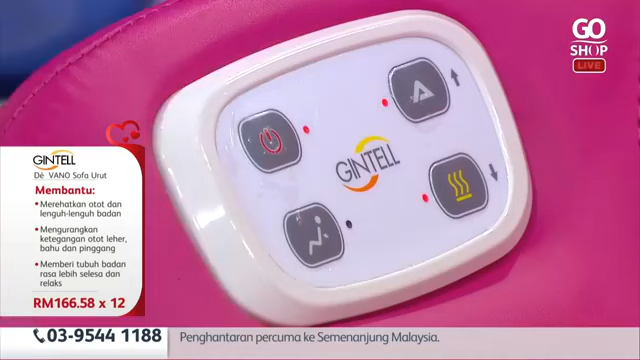 GO
SHOP
LIVE
GINTELL
GINTELL
Dé VANO Sofa Urut
Membantu:
• Merehatkan otot dan
lenguh-lenguh badan
• Mengurangkan
ketegangan otot leher,
bahu dan pinggang
• Memberi tubuh badan
rasa lebih selesa dan
relaks
RM166.58 x 12
03-9544 1188
Penghantaran percuma ke Semenanjung Malaysia.